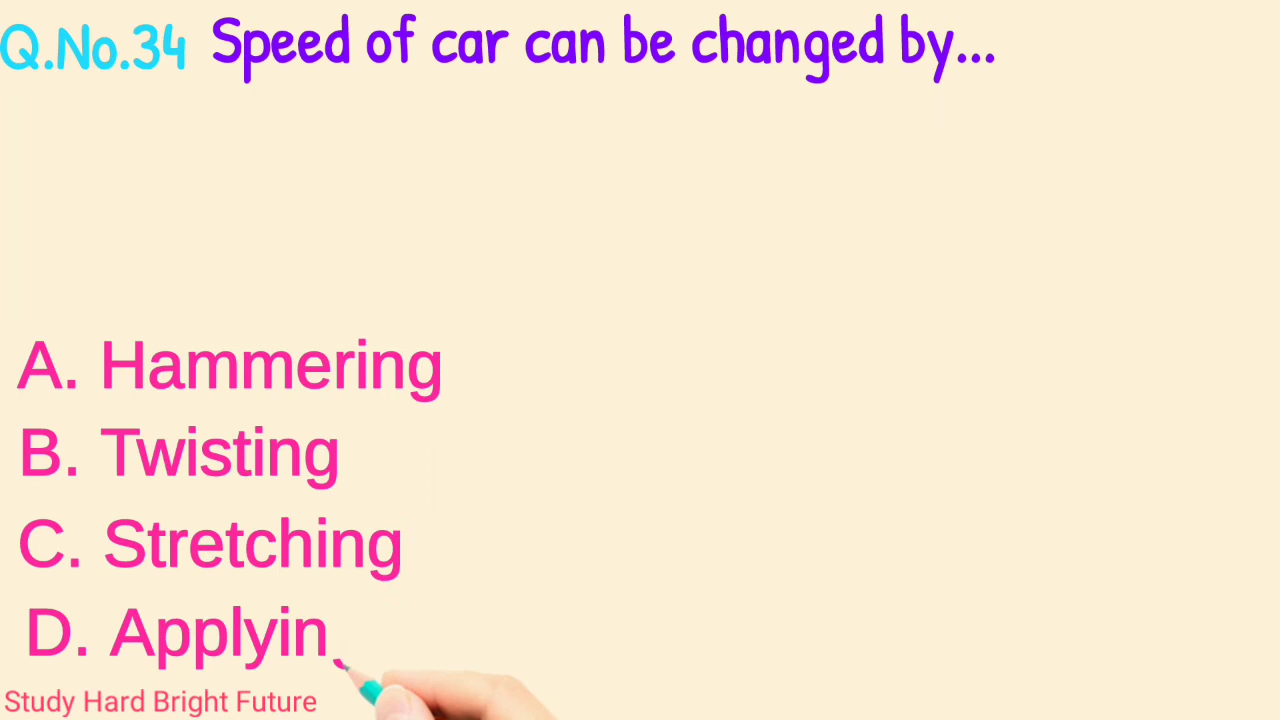 Q.No.34 Speed of car can be changed by...
A. Hammering
B. Twisting
C. Stretching
D. Applyin
Study Hard Bright Future